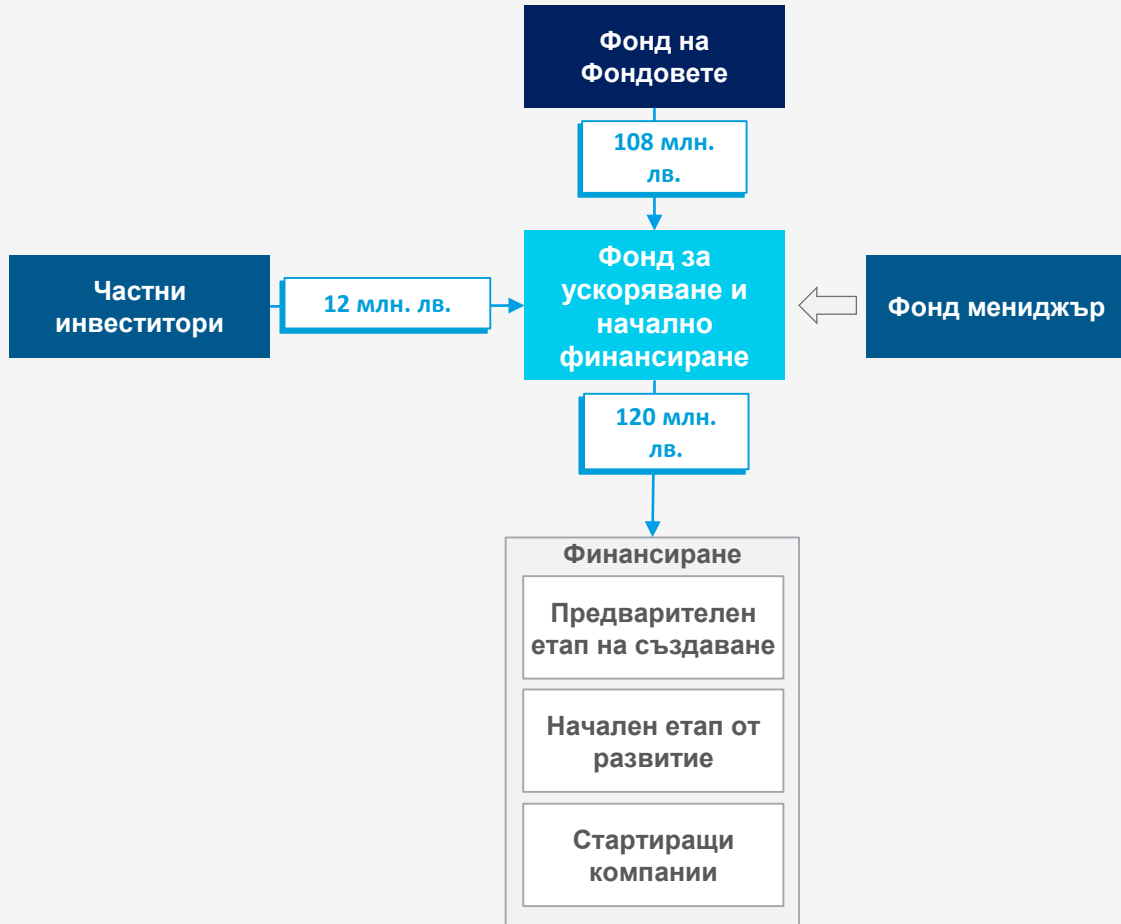 Фонд на
Фондовете
108 млн.
лв.
Частни
инвеститори
12 млн. лв.
Фонд за
ускоряване и
начално
финансиране
Фонд мениджър
120 млн.
лв.
Финансиране
Предварителен
етап на създаване
Начален етап от
развитие
Стартиращи
компании